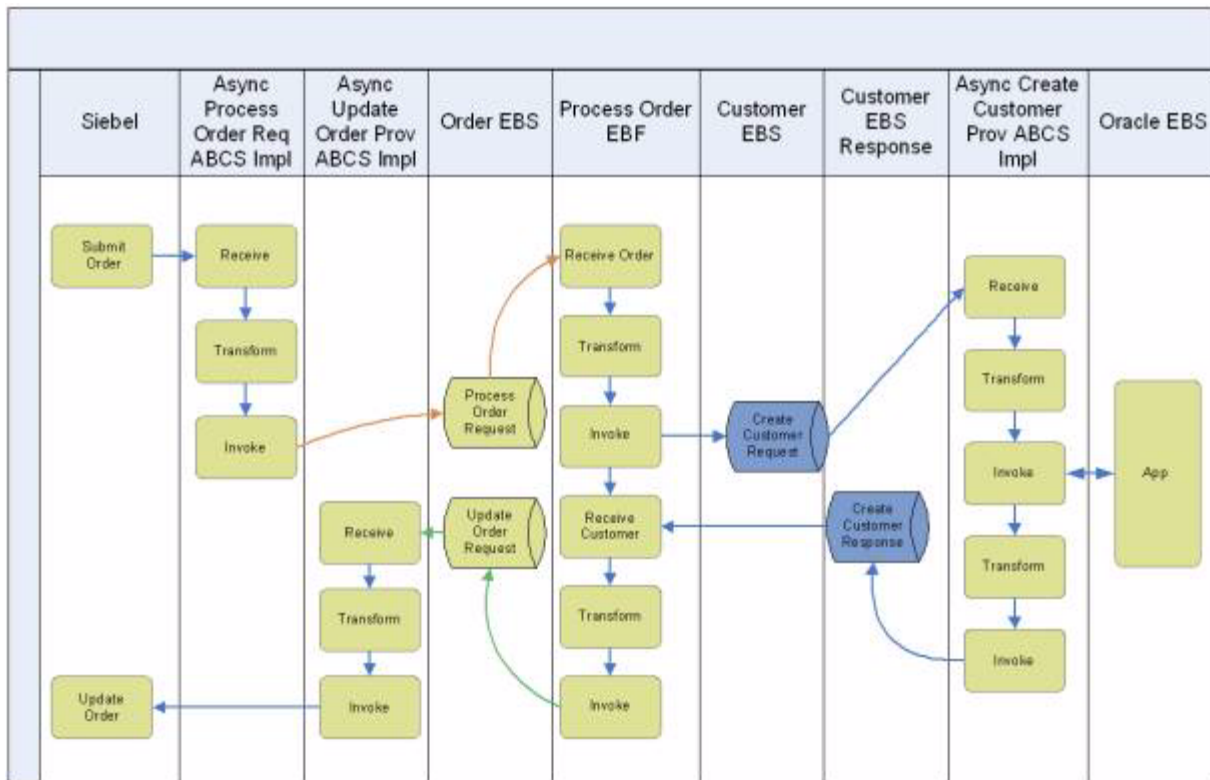 Siebel
Async
Process
Order Req
ABCS Impl
Async
Update
Order Prov
ABCS Impl
Order EBS
Process Order
EBF
Customer
EBS
Customer
EBS
Response
Async Create
Customer
Prov ABCS
Impl
Oracle EBS
Submit
Order
Receive
Transform
Invoke
Receive
Transform
Invoke
Process
Order
Request
Update
Order
Request
Receive Order
Transform
Invoke
Receive
Customer
Transform
Invoke
Create
Customer
Request
Create
Customer
Response
Receive
Transform
Invoke
Transform
Invoke
App
Update
Order